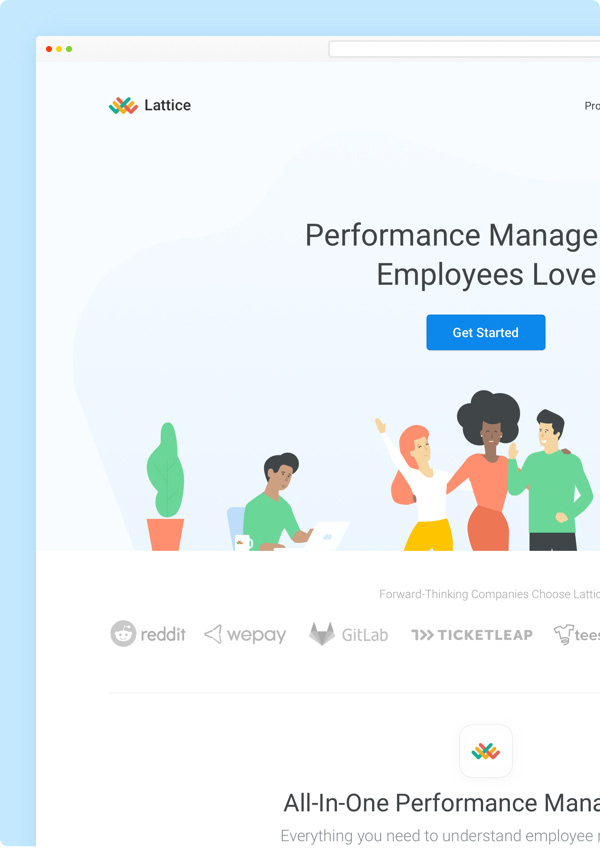 Lattice
Pro
Performance Manage
Employees Love
Get Started
Forward-Thinking Companies Choose Lattic
reddit
wepay
GitLab
TICKETLEAP
tees
All-In-One Performance Mana
Everything you need to understand employee